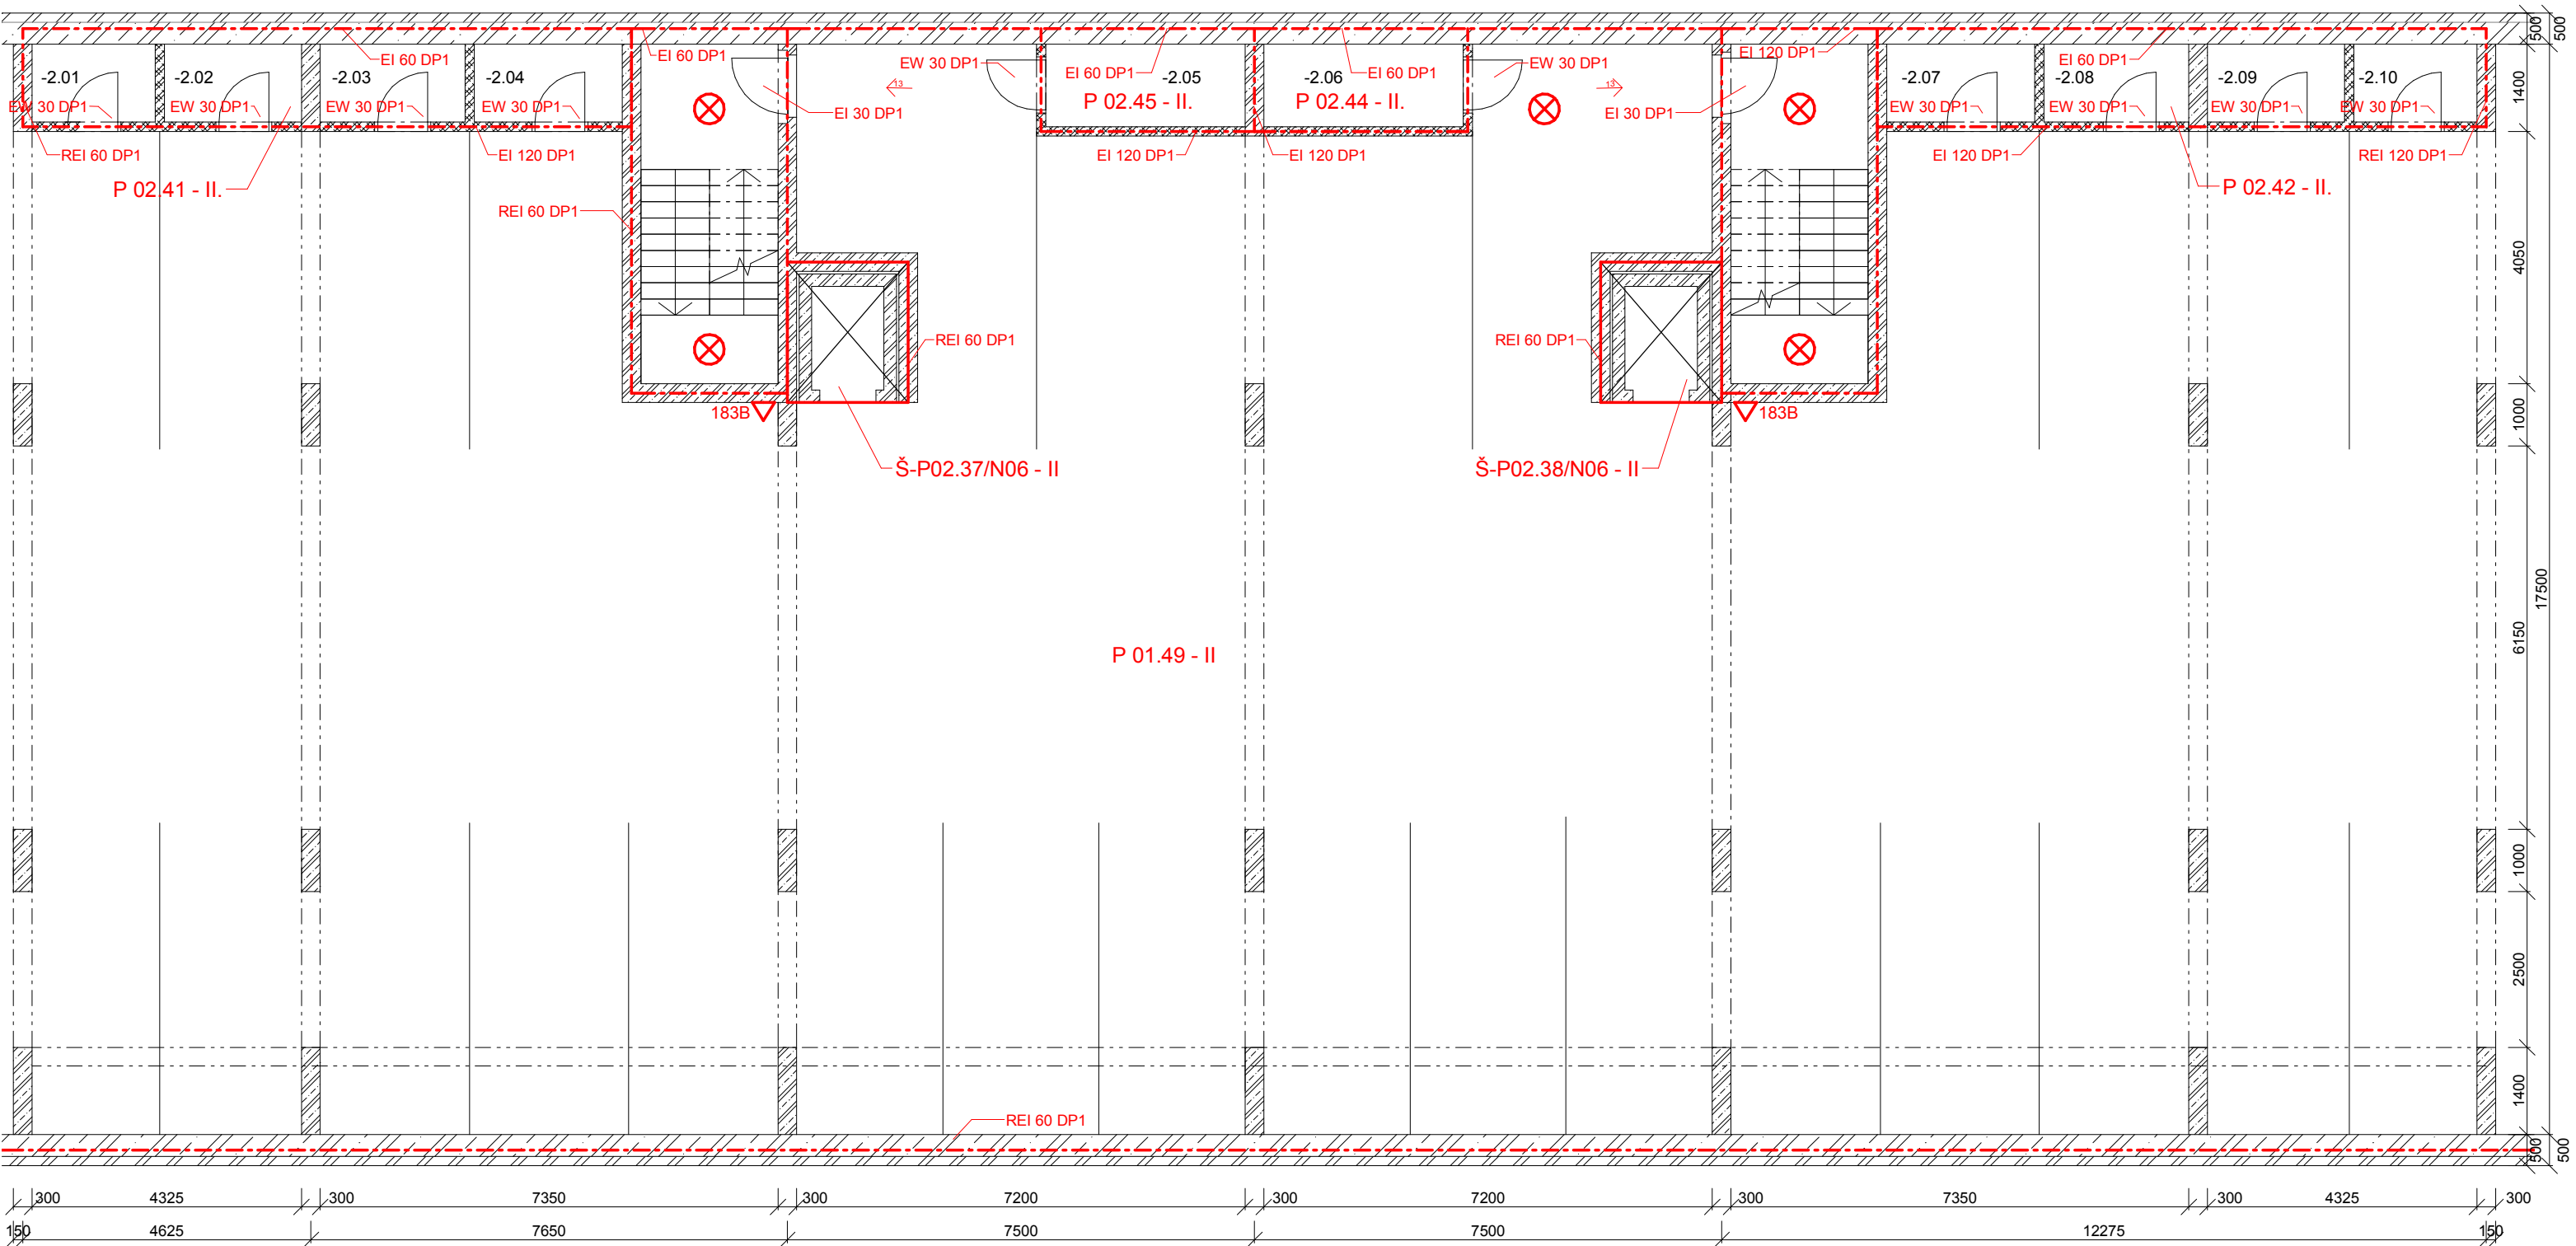 EI 60 DP1
EI 60 DP1
EW 30 DP1
EI 60 DP1
EI 60 DP1
EW 30 DP1
EI 120 DP1
EI 60 DP1
-2.01
-2.02
-2.03
-2.04
-2.05
-2.06
-2.07
-2.08
-2.09
-2.10
13
13
P 02.45 - II.
P 02.44 - II.
EW 30 DP1
EW 30 DP1
EW 30 DP1
EW 30 DP1
EI 30 DP1
EI 30 DP1
EW 30 DP1
EW 30 DP1
EW 30 DP1
EW 30 DP1
REI 60 DP1
EI 120 DP1
EI 120 DP1
EI 120 DP1
EI 120 DP1
REI 120 DP1
P 02.41 - II.
P 02.42 - II.
REI 60 DP1
REI 60 DP1
REI 60 DP1
183B
183B
Š-P02.37/N06 - II
Š-P02.38/N06 - II
P 01.49 - II
REI 60 DP1
500
500
1400
4050
1000
17500
6150
1000
2500
1400
500
500
300
4325
300
7350
300
7200
300
7200
300
7350
300
4325
300
150
4625
7650
7500
7500
12275
150